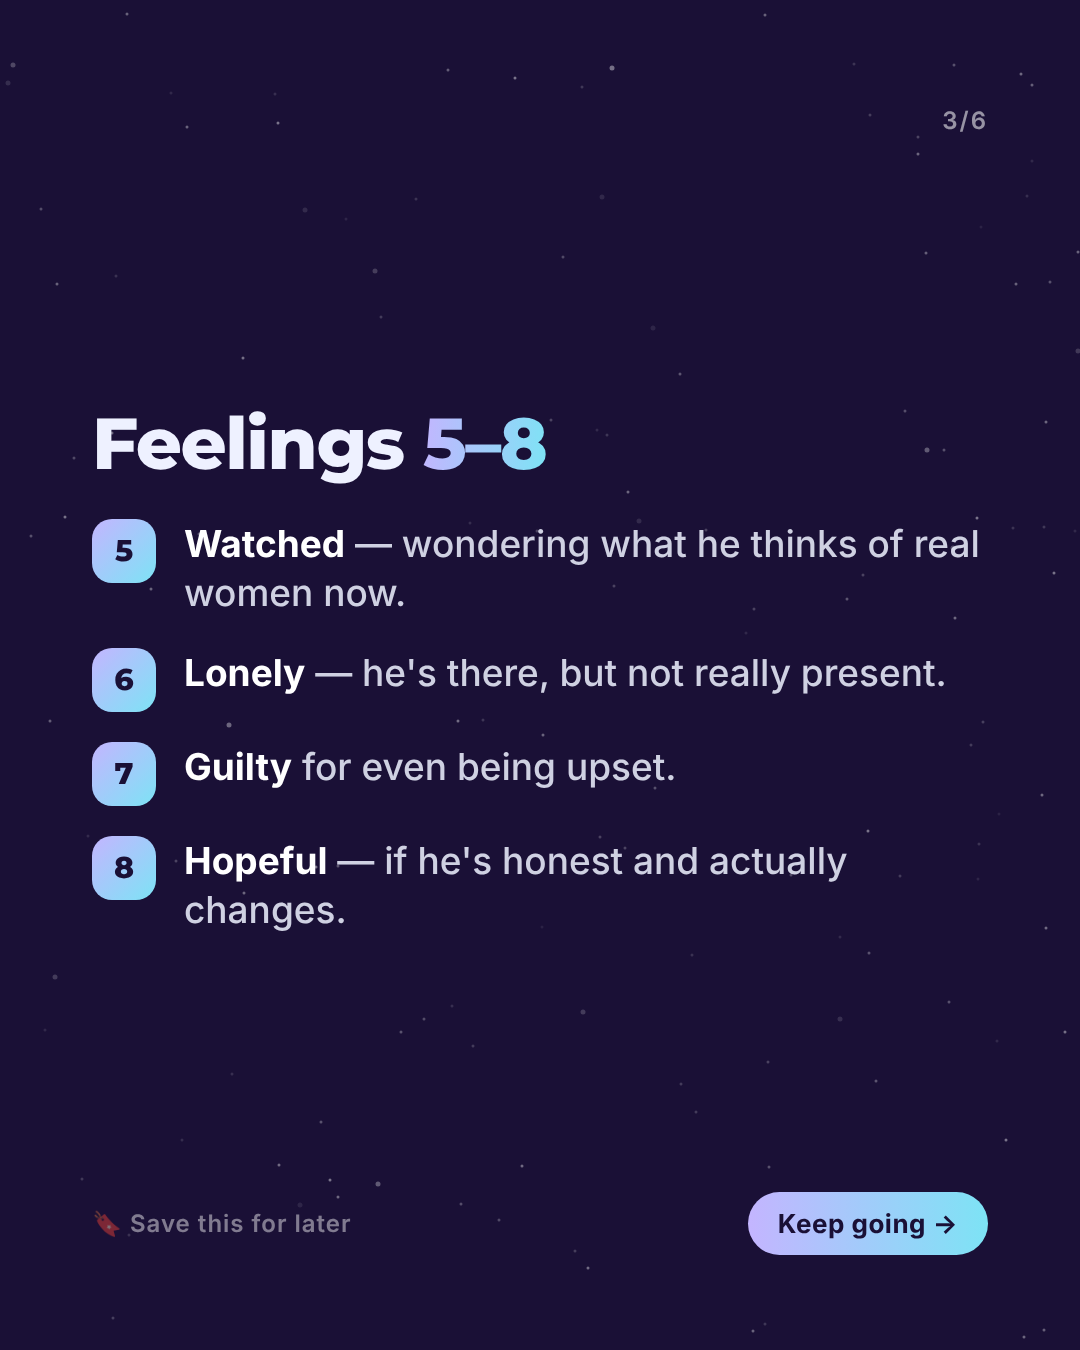 3/6
Feelings 5–8
5 Watched — wondering what he thinks of real
women now.
6 Lonely — he's there, but not really present.
7 Guilty for even being upset.
8 Hopeful — if he's honest and actually
changes.
🔖 Save this for later
Keep going →